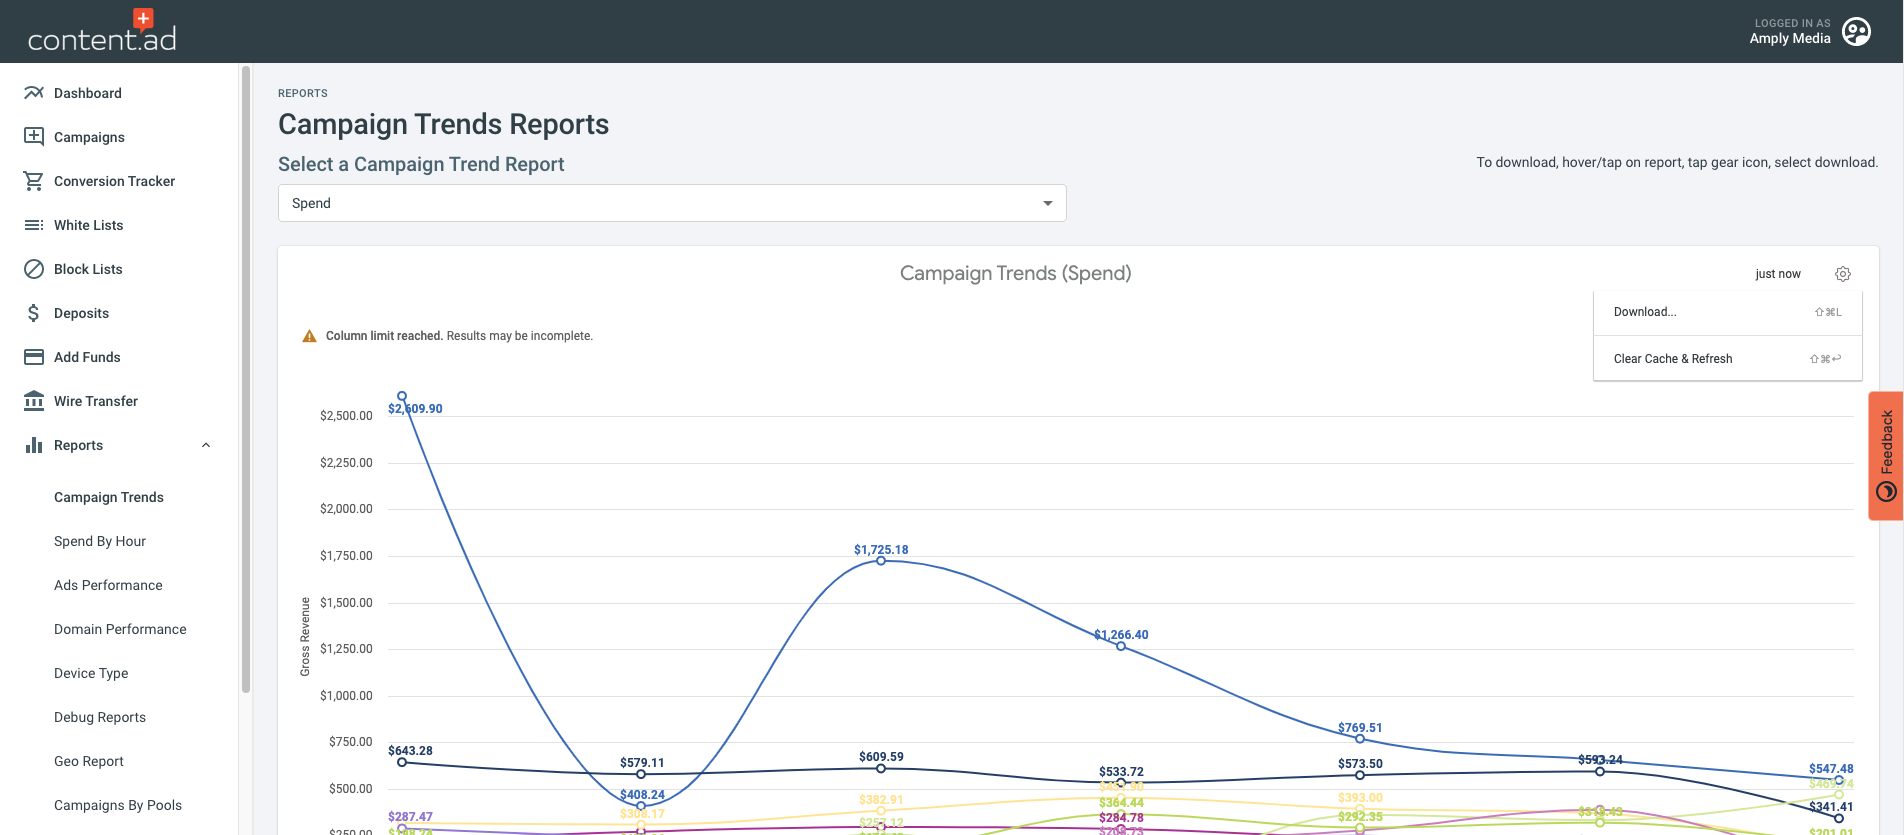 content.ad
LOGGED IN AS
Amply Media
Dashboard
Campaigns
Conversion Tracker
White Lists
Block Lists
Deposits
Add Funds
Wire Transfer
Reports
Campaign Trends
Spend By Hour
Ads Performance
Domain Performance
Device Type
Debug Reports
Geo Report
Campaigns By Pools
REPORTS
Campaign Trends Reports
Select a Campaign Trend Report
To download, hover/tap on report, tap gear icon, select download.
Spend
Campaign Trends (Spend)
just now
Download... ⇧⌘L
Clear Cache & Refresh ⇧⌘↩
Column limit reached. Results may be incomplete.
Feedback
Gross Revenue
$2,500.00
$2,250.00
$2,000.00
$1,750.00
$1,500.00
$1,250.00
$1,000.00
$750.00
$500.00
$250.00
$2,609.90
$1,725.18
$1,266.40
$769.51
$547.48
$643.28
$579.11
$609.59
$533.72
$573.50
$593.24
$341.41
$408.24
$382.91
$393.00
$364.44
$292.35
$284.78
$287.47
$201.01